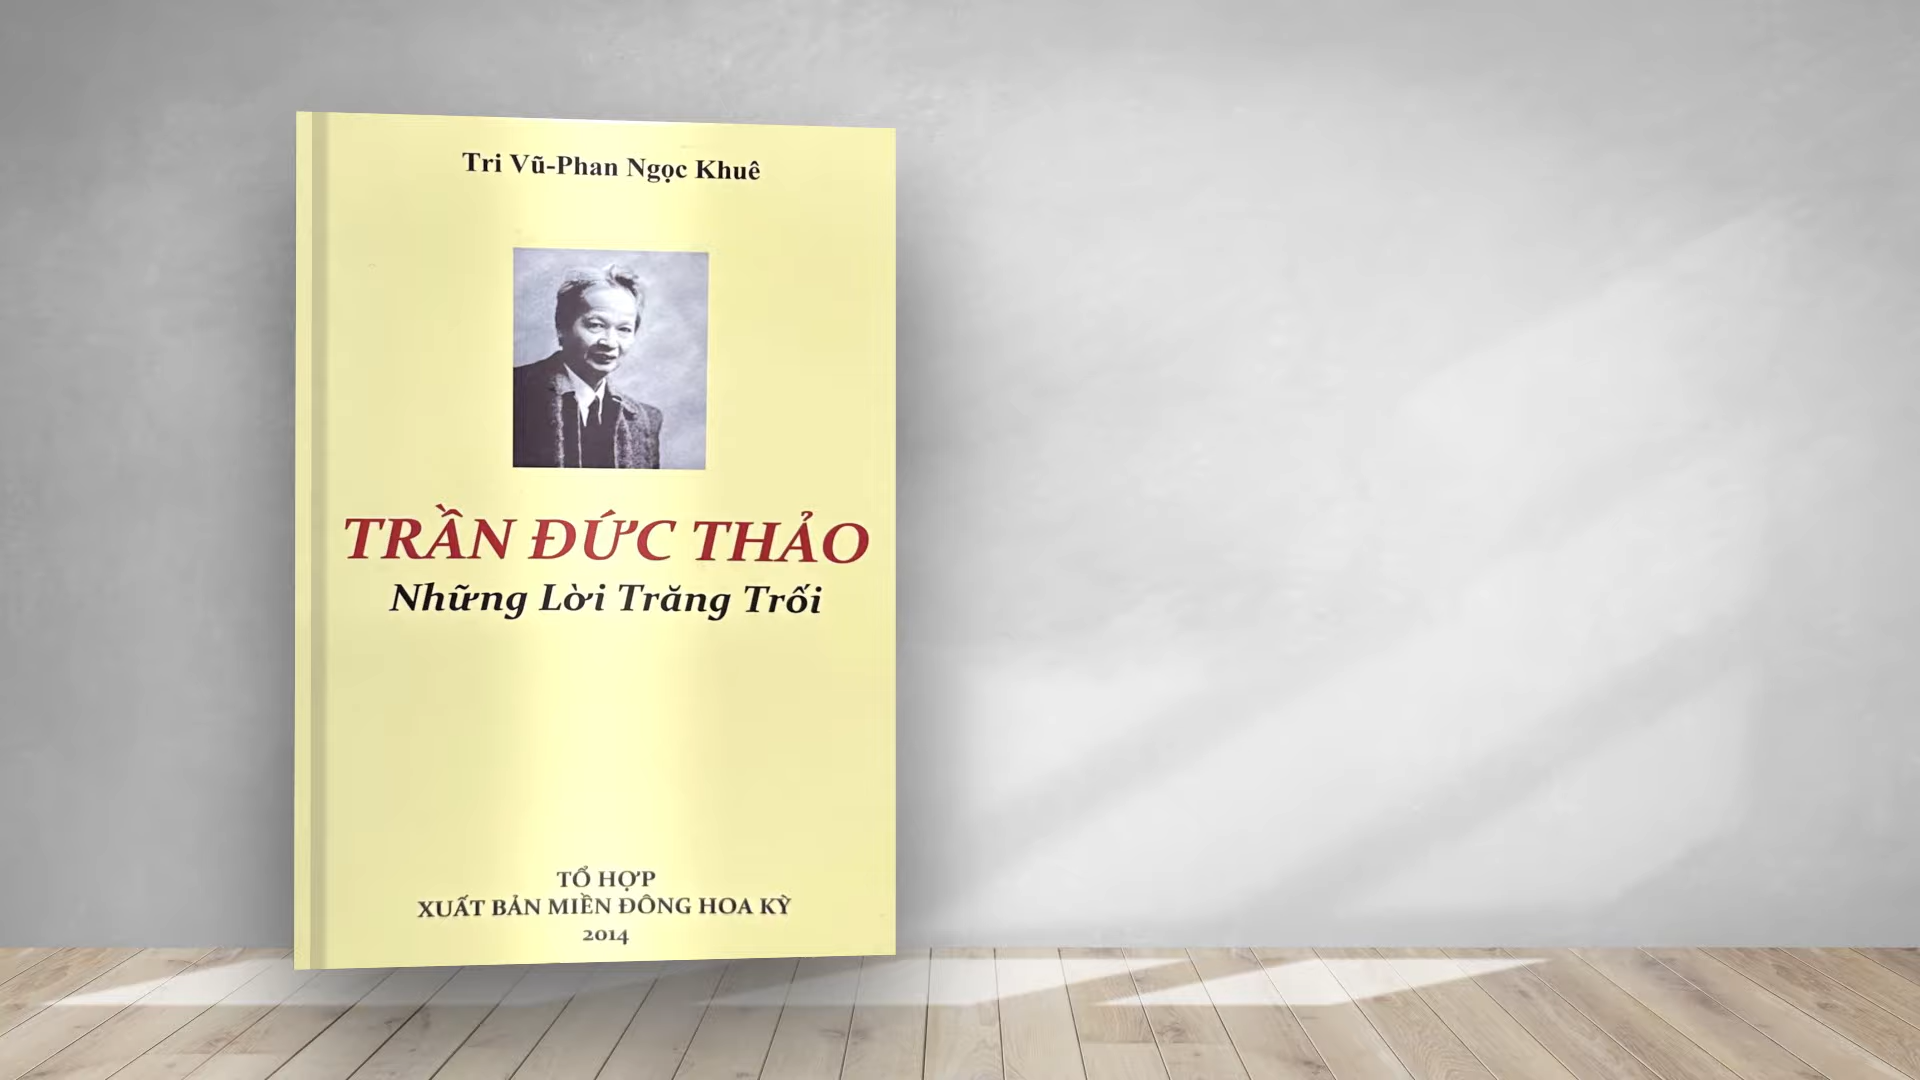 Tri Vũ-Phan Ngọc Khuê
TRẦN ĐỨC THẢO
Những Lời Trăng Trối
TỔ HỢP
XUẤT BẢN MIỀN ĐÔNG HOA KỲ
2014